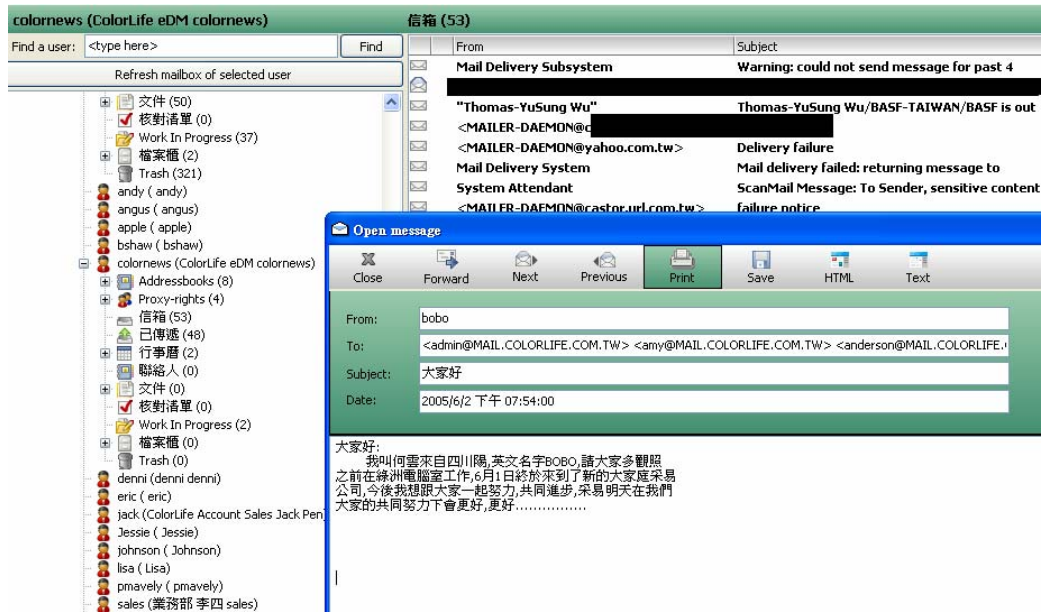 colornews (ColorLife eDM colornews)
Find a user: <type here> Find
Refresh mailbox of selected user
文件 (50)
核對清單 (0)
Work In Progress (37)
檔案櫃 (2)
Trash (321)
andy ( andy)
angus ( angus)
apple ( apple)
bshaw ( bshaw)
colornews (ColorLife eDM colornews)
Addressbooks (8)
Proxy-rights (4)
信箱 (53)
已傳遞 (48)
行事曆 (2)
聯絡人 (0)
文件 (0)
核對清單 (0)
Work In Progress (2)
檔案櫃 (0)
Trash (0)
denni (denni denni)
eric ( eric)
jack (ColorLife Account Sales Jack Pen
Jessie ( Jessie)
johnson ( Johnson)
lisa ( Lisa)
pmavely ( pmavely)
sales (業務部 李四 sales)
信箱 (53)
From Subject
Mail Delivery Subsystem Warning: could not send message for past 4
"Thomas-YuSung Wu" Thomas-YuSung Wu/BASF-TAIWAN/BASF is out
<MAILER-DAEMON@c
<MAILER-DAEMON@yahoo.com.tw> Delivery failure
Mail Delivery System Mail delivery failed: returning message to
System Attendant ScanMail Message: To Sender, sensitive content
<MAILER-DAEMON@castor.url.com.tw> failure notice
Open message
Close Forward Next Previous Print Save HTML Text
From: bobo
To: <admin@MAIL.COLORLIFE.COM.TW> <amy@MAIL.COLORLIFE.COM.TW> <anderson@MAIL.COLORLIFE.
Subject: 大家好
Date: 2005/6/2 下午 07:54:00
大家好:
我叫何雲來自四川陽,英文名字BOBO,請大家多觀照
之前在綠洲電腦室工作,6月1日終於來到了新的大家庭采易
公司,今後我想跟大家一起努力,共同進步,采易明天在我們
大家的共同努力下會更好,更好................